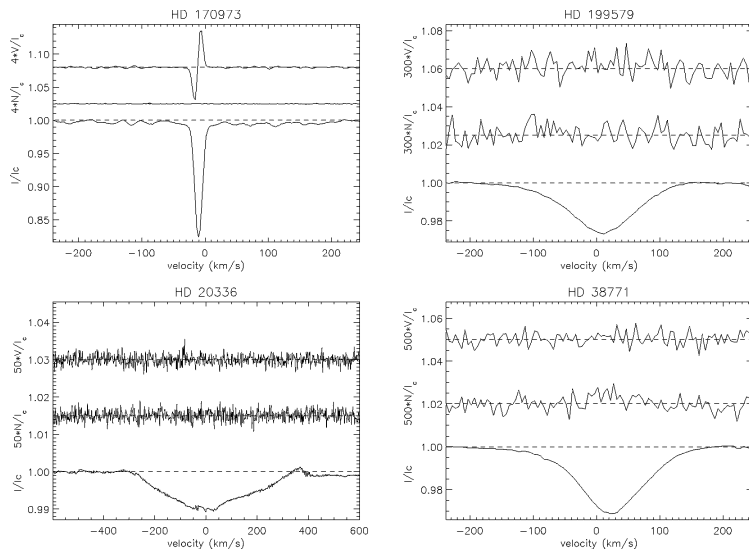 HD 170973
4*V/I_c
4*N/I_c
I/Ic
1.10
1.05
1.00
0.95
0.90
0.85
−200 −100 0 100 200
velocity (km/s)
HD 199579
300*V/I_c
300*N/I_c
I/Ic
1.08
1.06
1.04
1.02
1.00
0.98
−200 −100 0 100 200
velocity (km/s)
HD 20336
50*V/I_c
50*N/I_c
I/Ic
1.04
1.03
1.02
1.01
1.00
0.99
−400 −200 0 200 400 600
velocity (km/s)
HD 38771
500*V/I_c
500*N/I_c
I/Ic
1.06
1.04
1.02
1.00
0.98
−200 −100 0 100 200
velocity (km/s)